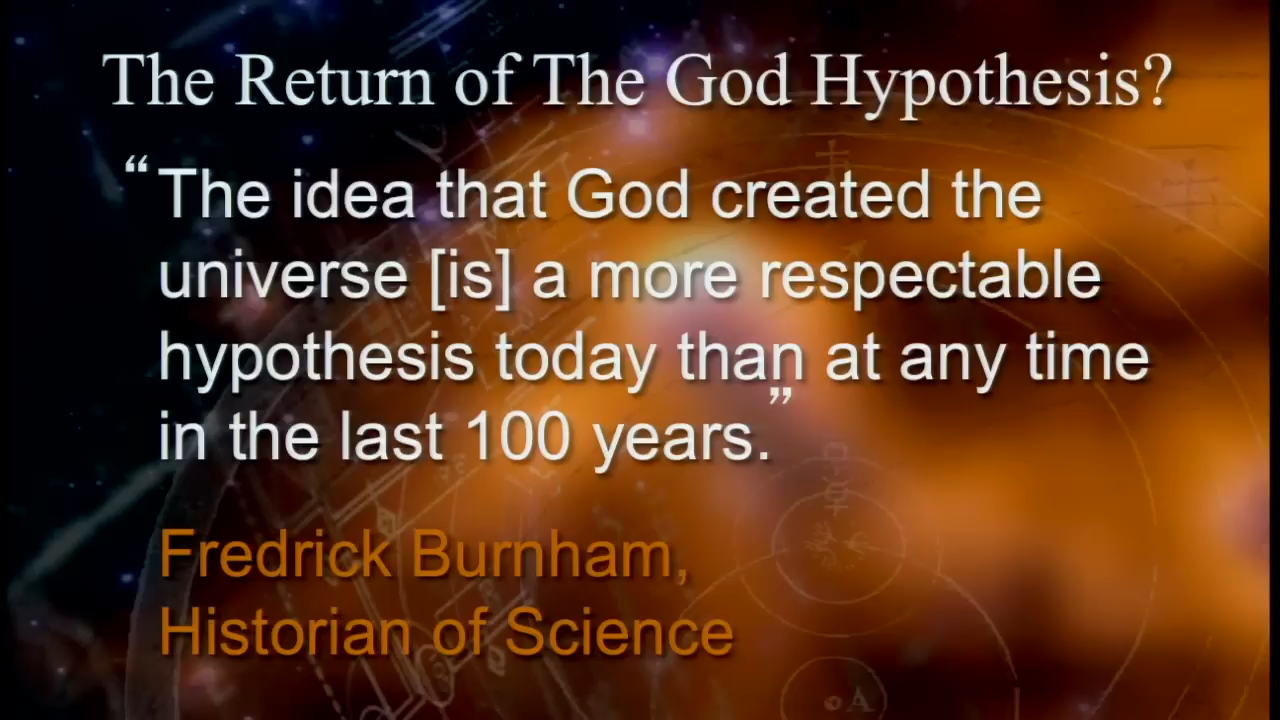 The Return of The God Hypothesis?
“The idea that God created the
universe [is] a more respectable
hypothesis today than at any time
in the last 100 years.”
Fredrick Burnham,
Historian of Science
A